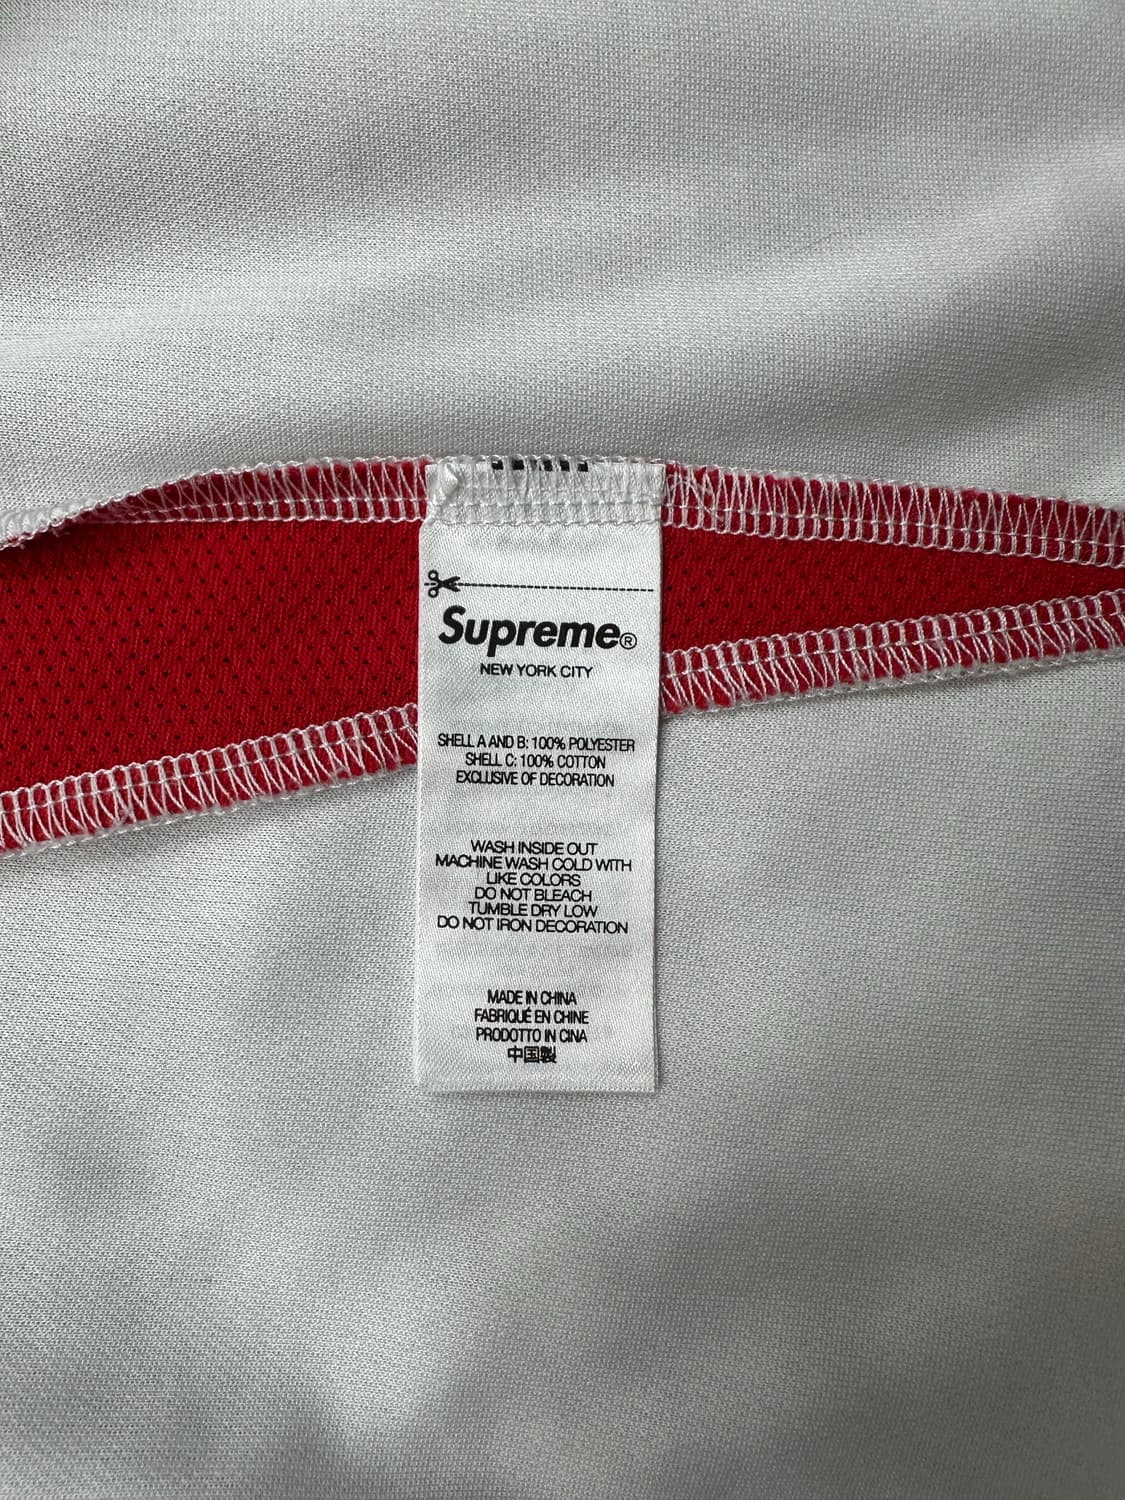 Supreme®
NEW YORK CITY
SHELL A AND B: 100% POLYESTER
SHELL C: 100% COTTON
EXCLUSIVE OF DECORATION
WASH INSIDE OUT
MACHINE WASH COLD WITH
LIKE COLORS
DO NOT BLEACH
TUMBLE DRY LOW
DO NOT IRON DECORATION
MADE IN CHINA
FABRIQUÉ EN CHINE
PRODOTTO IN CINA
中国製